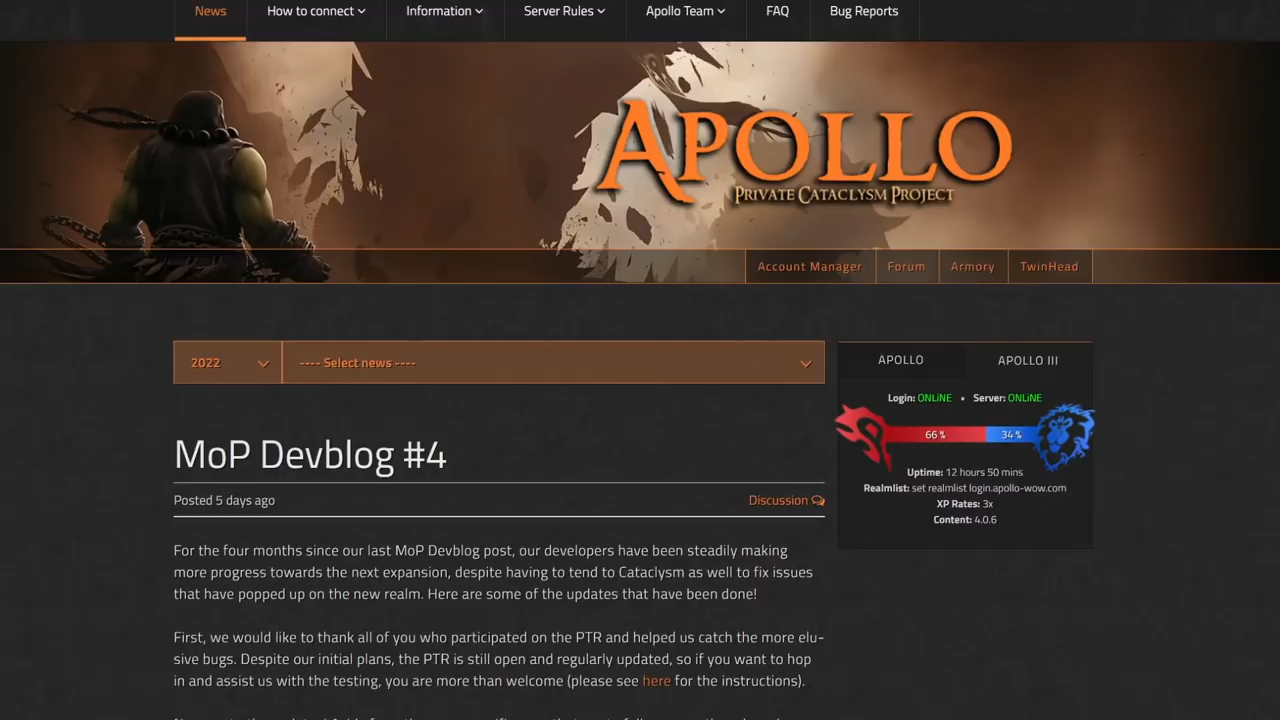 News How to connect Information Server Rules Apollo Team FAQ Bug Reports
APOLLO
PRIVATE CATACLYSM PROJECT
Account Manager Forum Armory TwinHead
2022 ---- Select news ----
APOLLO APOLLO III
Login: ONLiNE • Server: ONLiNE
66 % 34 %
Uptime: 12 hours 50 mins
Realmlist: set realmlist login.apollo-wow.com
XP Rates: 3x
Content: 4.0.6
MoP Devblog #4
Posted 5 days ago Discussion
For the four months since our last MoP Devblog post, our developers have been steadily making
more progress towards the next expansion, despite having to tend to Cataclysm as well to fix issues
that have popped up on the new realm. Here are some of the updates that have been done!
First, we would like to thank all of you who participated on the PTR and helped us catch the more elu-
sive bugs. Despite our initial plans, the PTR is still open and regularly updated, so if you want to hop
in and assist us with the testing, you are more than welcome (please see here for the instructions).